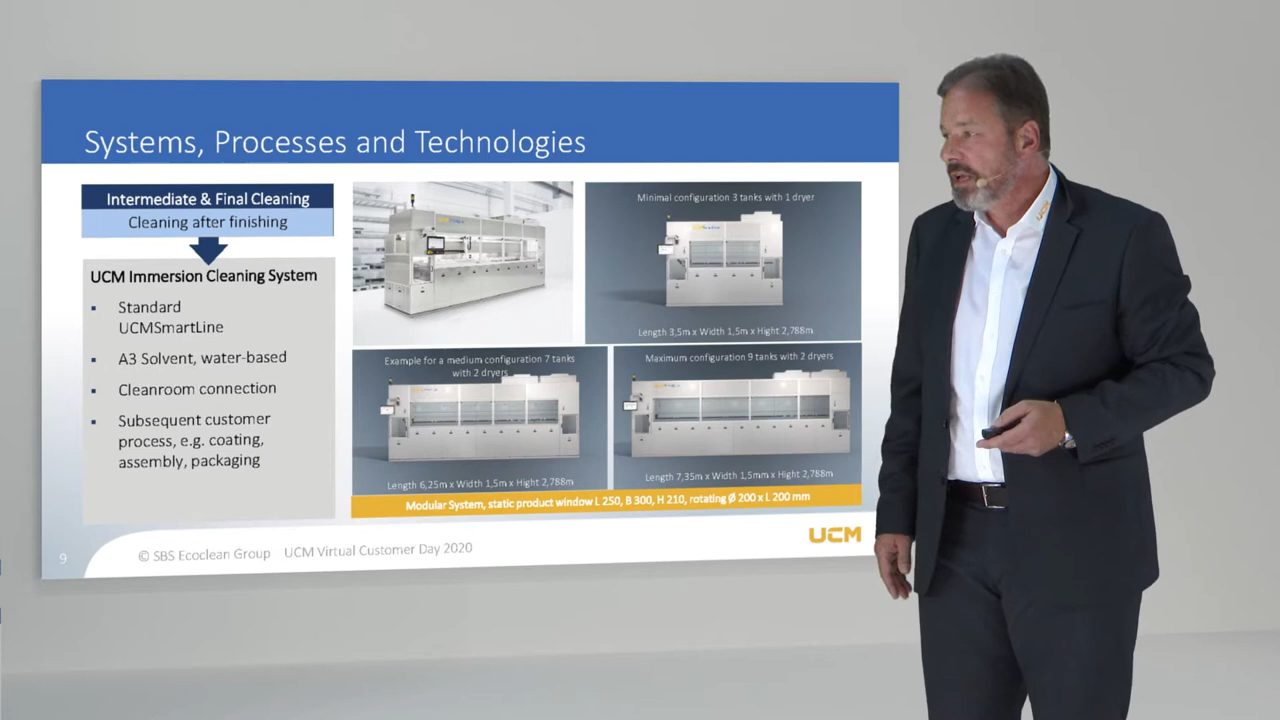 Systems, Processes and Technologies
Intermediate & Final Cleaning
Cleaning after finishing
UCM Immersion Cleaning System
▪ Standard
UCMSmartLine
▪ A3 Solvent, water-based
▪ Cleanroom connection
▪ Subsequent customer
process, e.g. coating,
assembly, packaging
Minimal configuration 3 tanks with 1 dryer
Length 3,5m x Width 1,5m x Hight 2,788m
Example for a medium configuration 7 tanks
with 2 dryers
Length 6,25m x Width 1,5m x Hight 2,788m
Maximum configuration 9 tanks with 2 dryers
Length 7,35m x Width 1,5mm x Hight 2,788m
Modular System, static product window L 250, B 300, H 210, rotating Ø 200 x L 200 mm
UCM
9
© SBS Ecoclean Group UCM Virtual Customer Day 2020
UCM